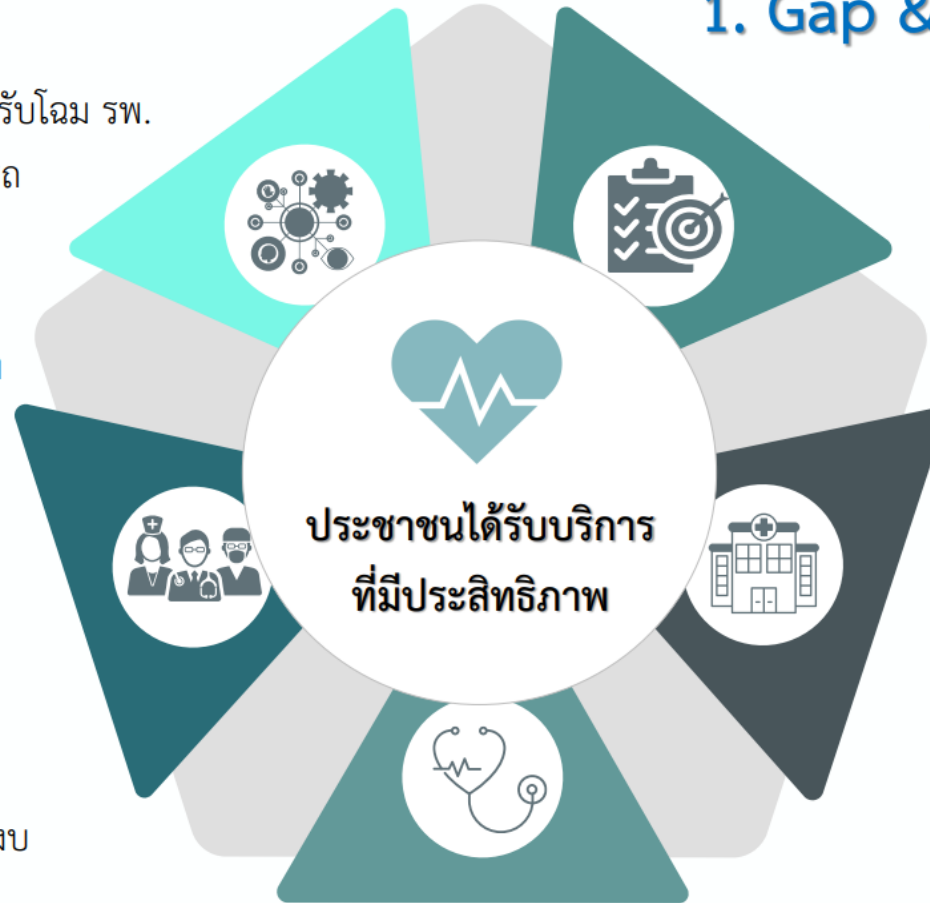 1. Gap &
รับโฉม รพ.
ถ
ประชาชนได้รับบริการ
ที่มีประสิทธิภาพ
งบ